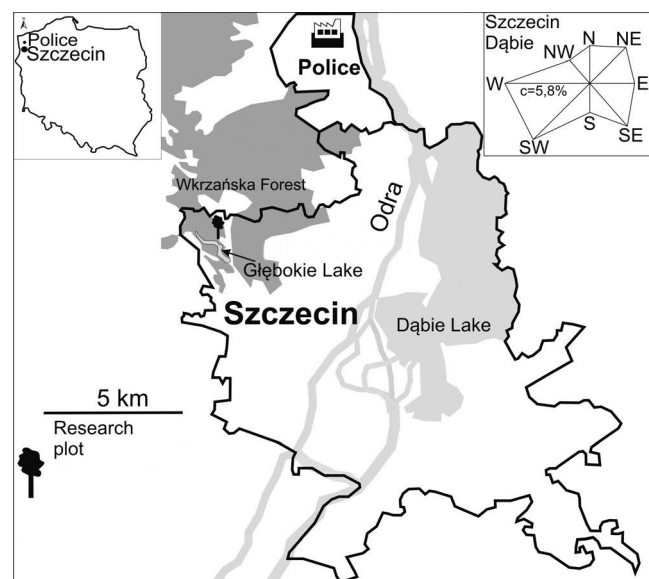 N
Police
Szczecin
Police
Szczecin
Dąbie
N
NE
NW
W
E
c=5,8%
S
SE
SW
Wkrzańska Forest
Odra
Głębokie Lake
Szczecin
Dąbie Lake
5 km
Research
plot